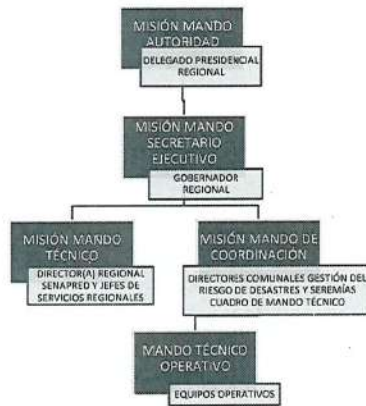 MISIÓN MANDO
AUTORIDAD
DELEGADO PRESIDENCIAL
REGIONAL
MISIÓN MANDO
SECRETARIO
EJECUTIVO
GOBERNADOR
REGIONAL
MISIÓN MANDO
TÉCNICO
DIRECTOR(A) REGIONAL
SENAPRED Y JEFES DE
SERVICIOS REGIONALES
MISIÓN MANDO DE
COORDINACIÓN
DIRECTORES COMUNALES GESTIÓN DEL
RIESGO DE DESASTRES Y SEREMÍAS
CUADRO DE MANDO TÉCNICO
MANDO TÉCNICO
OPERATIVO
EQUIPOS OPERATIVOS